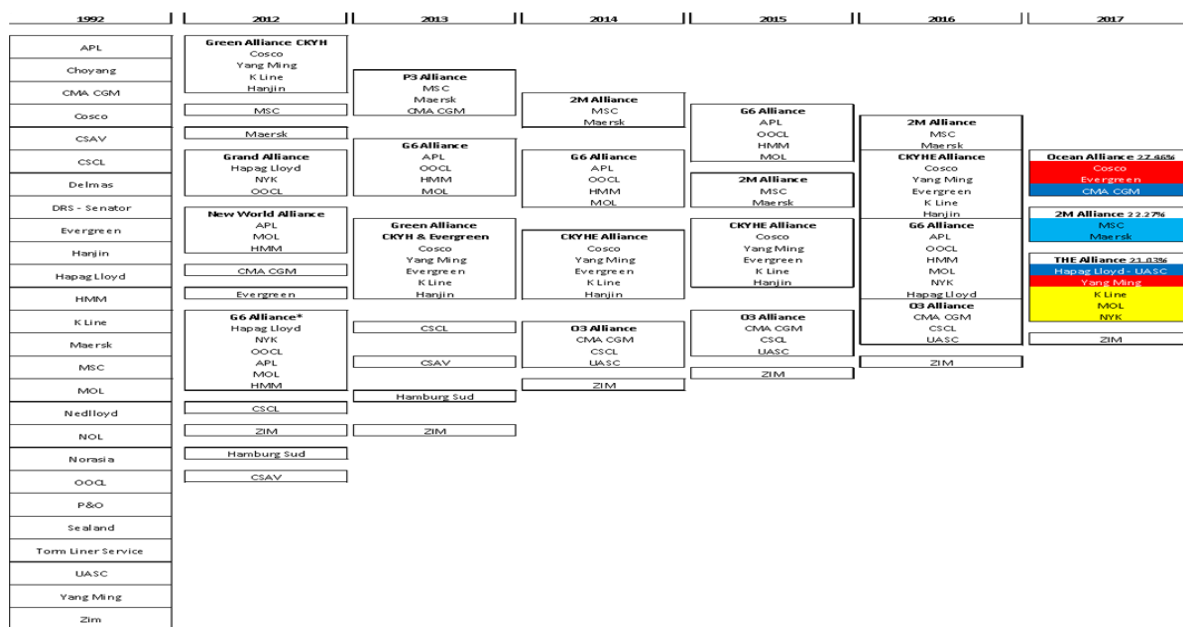 1992
2012
2013
2014
2015
2016
2017
APL
Choyang
CMA CGM
Cosco
CSAV
CSCL
Delmas
DRS - Senator
Evergreen
Hanjin
Hapag Lloyd
HMM
K Line
Maersk
MSC
MOL
Nedlloyd
NOL
Norasia
OOCL
P&O
Sealand
Torm Liner Service
UASC
Yang Ming
Zim
Green Alliance CKYH
Cosco
Yang Ming
K Line
Hanjin
MSC
Maersk
Grand Alliance
Hapag Lloyd
NYK
OOCL
New World Alliance
APL
MOL
HMM
CMA CGM
Evergreen
G6 Alliance*
Hapag Lloyd
NYK
OOCL
APL
MOL
HMM
CSCL
ZIM
Hamburg Sud
CSAV
P3 Alliance
MSC
Maersk
CMA CGM
G6 Alliance
APL
OOCL
HMM
MOL
Green Alliance
CKYH & Evergreen
Cosco
Yang Ming
Evergreen
K Line
Hanjin
CSCL
CSAV
Hamburg Sud
ZIM
2M Alliance
MSC
Maersk
G6 Alliance
APL
OOCL
HMM
MOL
CKYHE Alliance
Cosco
Yang Ming
Evergreen
K Line
Hanjin
O3 Alliance
CMA CGM
CSCL
UASC
ZIM
G6 Alliance
APL
OOCL
HMM
MOL
2M Alliance
MSC
Maersk
CKYHE Alliance
Cosco
Yang Ming
Evergreen
K Line
Hanjin
O3 Alliance
CMA CGM
CSCL
UASC
ZIM
2M Alliance
MSC
Maersk
CKYHE Alliance
Cosco
Yang Ming
Evergreen
K Line
Hanjin
G6 Alliance
APL
OOCL
HMM
MOL
NYK
Hapag Lloyd
O3 Alliance
CMA CGM
CSCL
UASC
ZIM
Ocean Alliance 27.46%
Cosco
Evergreen
CMA CGM
2M Alliance 22.27%
MSC
Maersk
THE Alliance 21.03%
Hapag Lloyd - UASC
Yang Ming
K Line
MOL
NYK
ZIM